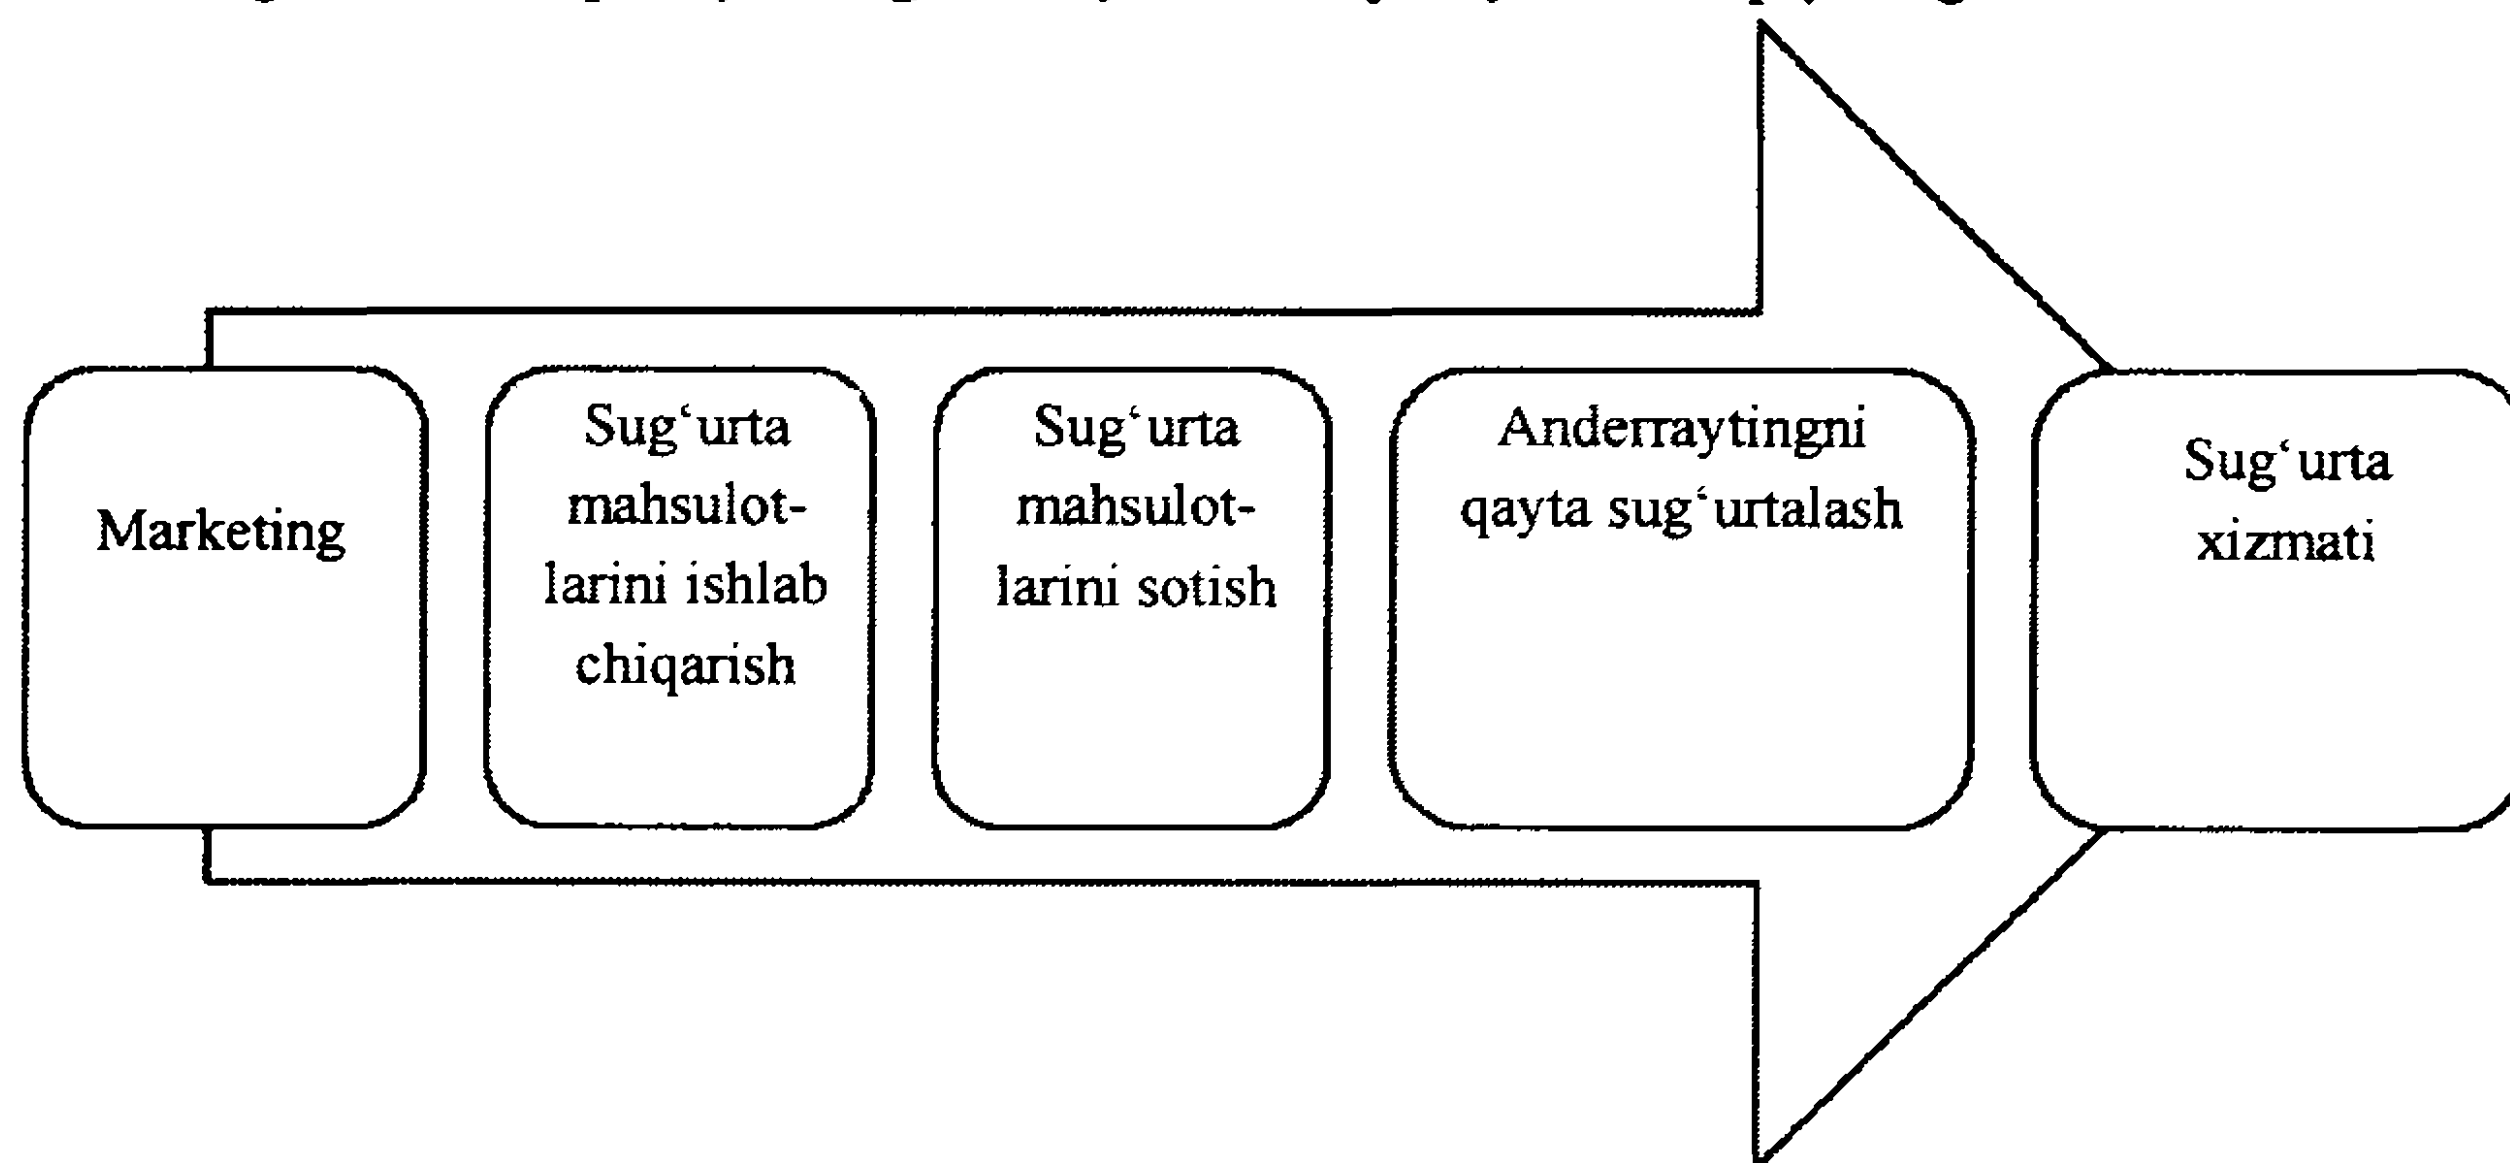 Marketing
Sug‘urta
mahsulot-
larini ishlab
chiqarish
Sug‘urta
mahsulot-
larini sotish
Anderraytingni
qayta sug‘urtalash
Sug‘urta
xizmati